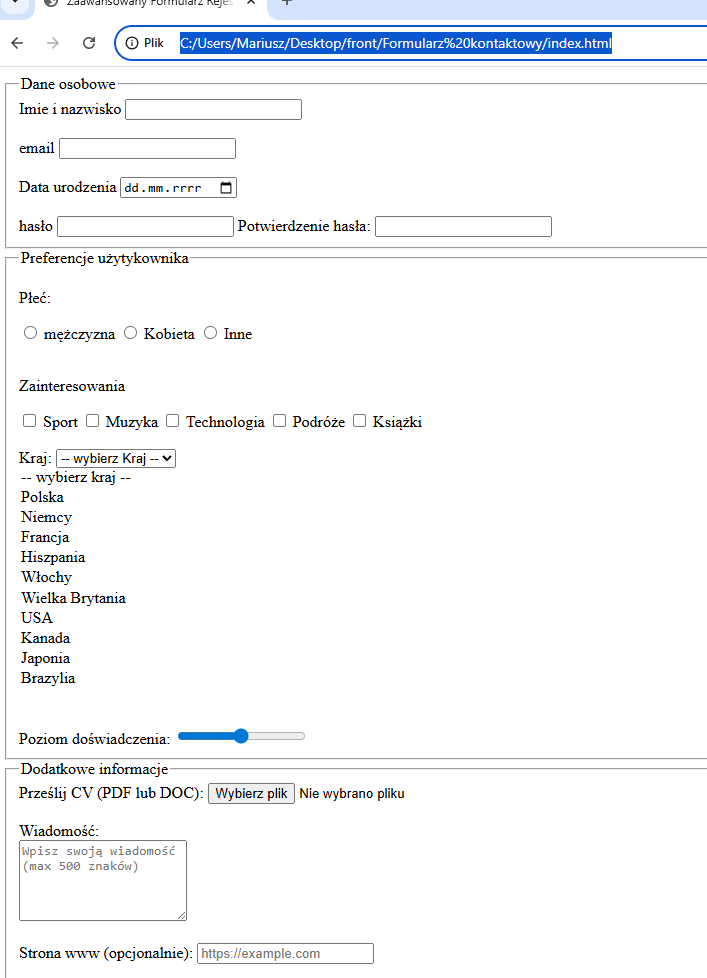 Zaawansowany Formularz Rejes
Plik C:/Users/Mariusz/Desktop/front/Formularz%20kontaktowy/index.html
Dane osobowe
Imie i nazwisko
email
Data urodzenia dd.mm.rrrr
hasło Potwierdzenie hasła:
Preferencje użytykownika
Płeć:
mężczyzna Kobieta Inne
Zainteresowania
Sport Muzyka Technologia Podróże Książki
Kraj: -- wybierz Kraj --
-- wybierz kraj --
Polska
Niemcy
Francja
Hiszpania
Włochy
Wielka Brytania
USA
Kanada
Japonia
Brazylia
Poziom doświadczenia:
Dodatkowe informacje
Prześlij CV (PDF lub DOC): Wybierz plik Nie wybrano pliku
Wiadomość:
Wpisz swoją wiadomość
(max 500 znaków)
Strona www (opcjonalnie): https://example.com